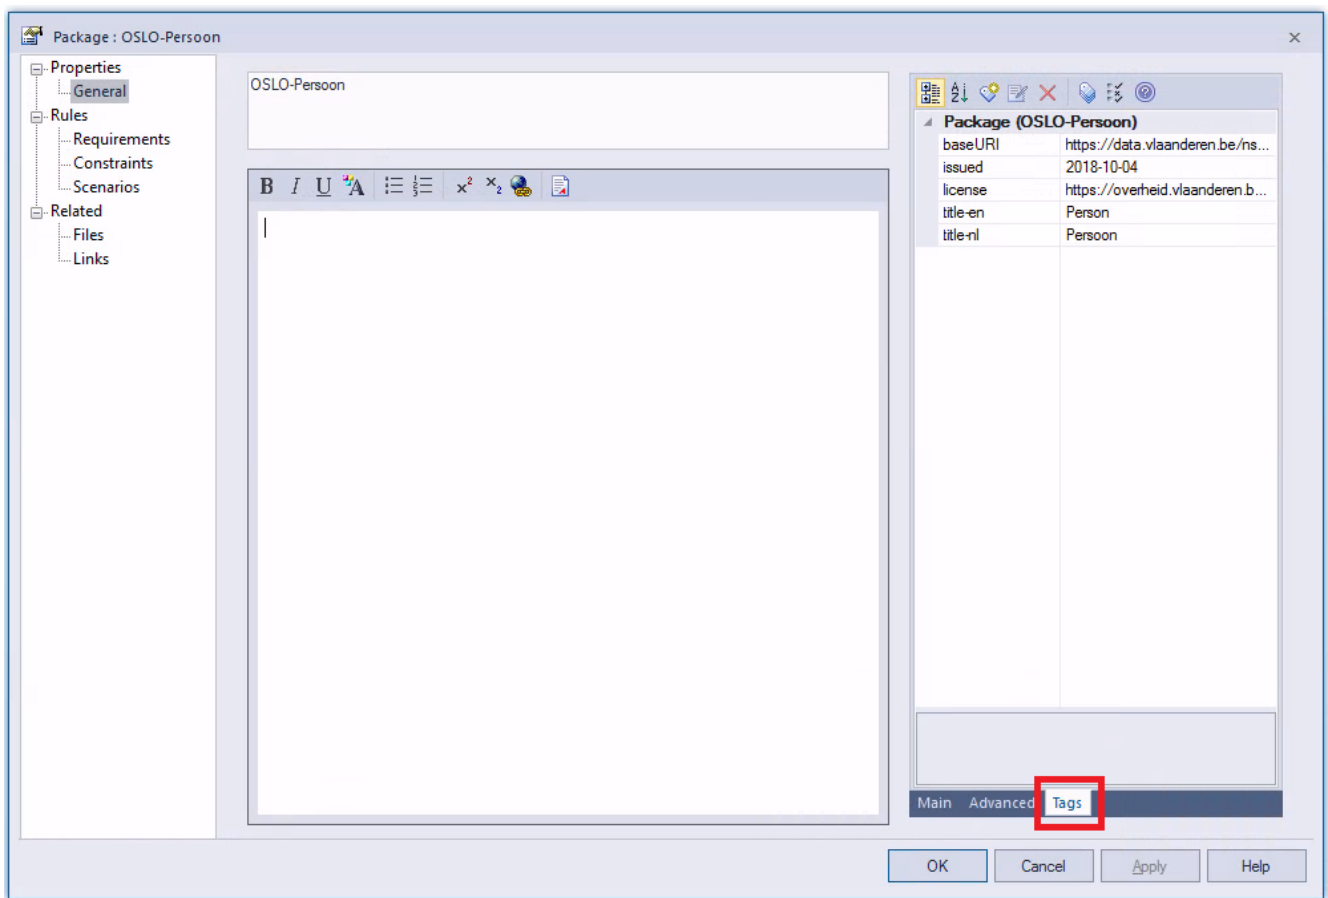 Package : OSLO-Persoon
Properties
General
Rules
Requirements
Constraints
Scenarios
Related
Files
Links
OSLO-Persoon
B I U A x² x₂
Package (OSLO-Persoon)
baseURI https://data.vlaanderen.be/ns...
issued 2018-10-04
license https://overheid.vlaanderen.b...
title-en Person
title-nl Persoon
Main Advanced Tags
OK Cancel Apply Help